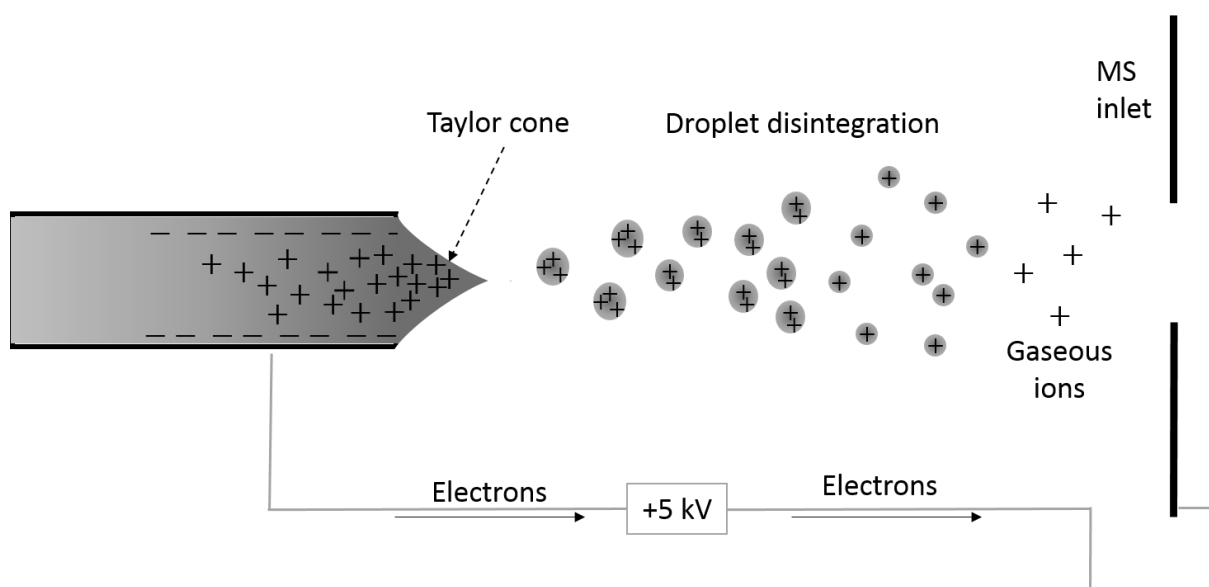 MS
inlet
Taylor cone
Droplet disintegration
Gaseous
ions
Electrons
+5 kV
Electrons